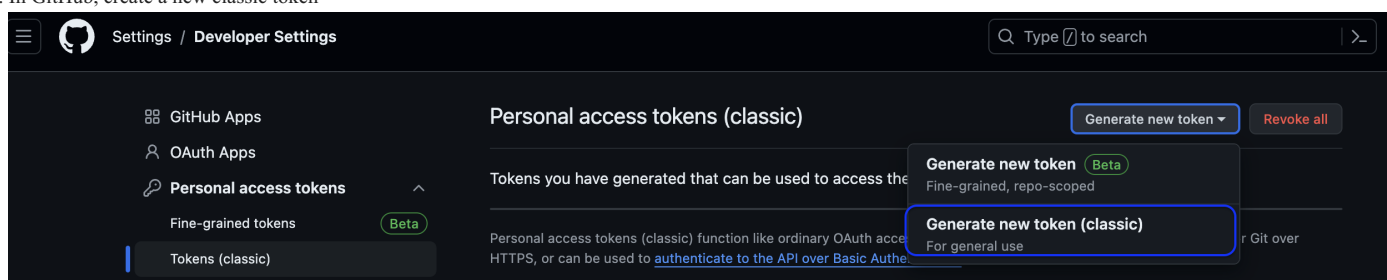 . In GitHub, create a new classic token
Settings / Developer Settings
Type / to search
>_
GitHub Apps
OAuth Apps
Personal access tokens
Fine-grained tokens Beta
Tokens (classic)
Personal access tokens (classic)
Generate new token
Revoke all
Generate new token Beta
Fine-grained, repo-scoped
Generate new token (classic)
For general use
Tokens you have generated that can be used to access the
Personal access tokens (classic) function like ordinary OAuth acce r Git over
HTTPS, or can be used to authenticate to the API over Basic Authe